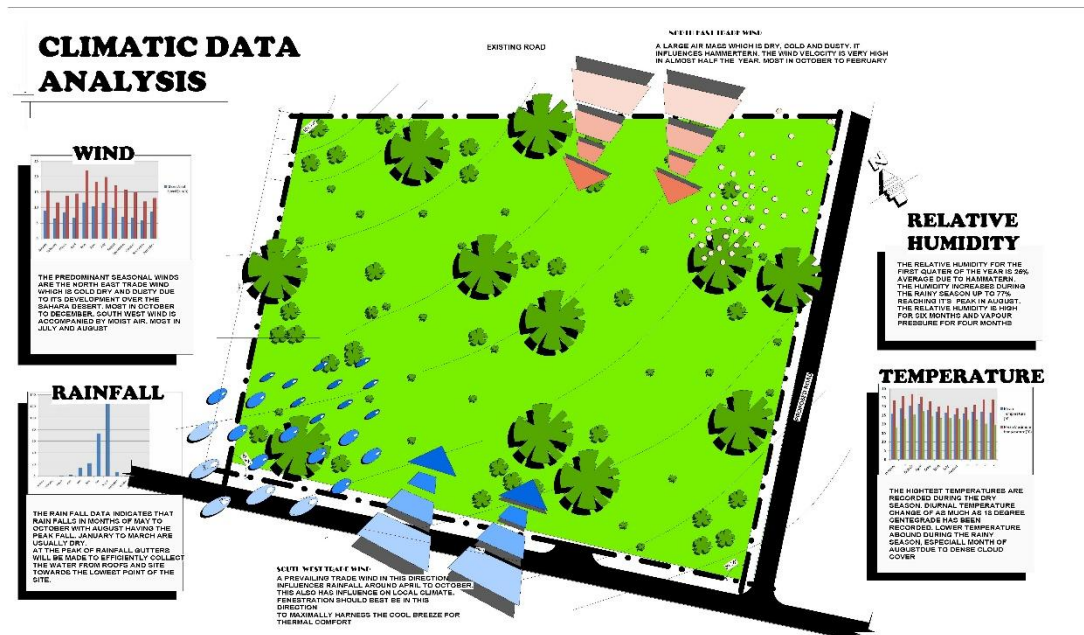 CLIMATIC DATA
ANALYSIS
EXISTING ROAD
NORTH EAST TRADE WIND
A LARGE AIR MASS WHICH IS DRY, COLD AND DUSTY. IT
INFLUENCES HAMMERTERN. THE WIND VELOCITY IS VERY HIGH
IN ALMOST HALF THE YEAR. MOST IN OCTOBER TO FEBRUARY
WIND
THE PREDOMINANT SEASONAL WINDS
ARE THE NORTH EAST TRADE WIND
WHICH IS COLD DRY AND DUSTY DUE
TO ITS DEVELOPMENT OVER THE
SAHARA DESERT. MOST IN OCTOBER
TO DECEMBER. SOUTH WEST WIND IS
ACCOMPANIED BY MOIST AIR. MOST IN
JULY AND AUGUST
RAINFALL
THE RAIN FALL DATA INDICATES THAT
RAIN FALLS IN MONTHS OF MAY TO
OCTOBER WITH AUGUST HAVING THE
PEAK FALL. JANUARY TO MARCH ARE
USUALLY DRY.
AT THE PEAK OF RAINFALL GUTTERS
WILL BE MADE TO EFFICIENTLY COLLECT
THE WATER FROM ROOFS AND SITE
TOWARDS THE LOWEST POINT OF THE
SITE.
SOUTH WEST TRADE WIND
A PREVAILING TRADE WIND IN THIS DIRECTION
INFLUENCES RAINFALL AROUND APRIL TO OCTOBER.
THIS ALSO HAS INFLUENCE ON LOCAL CLIMATE.
FENESTRATION SHOULD BEST BE IN THIS
DIRECTION
TO MAXIMALLY HARNESS THE COOL BREEZE FOR
THERMAL COMFORT
RELATIVE
HUMIDITY
THE RELATIVE HUMIDITY FOR THE
FIRST QUATER OF THE YEAR IS 26%
AVERAGE DUE TO HAMMATERN.
THE HUMIDITY INCREASES DURING
THE RAINY SEASON UP TO 77%
REACHING IT'S PEAK IN AUGUST.
THE RELATIVE HUMIDITY IS HIGH
FOR SIX MONTHS AND VAPOUR
PRESSURE FOR FOUR MONTHS
TEMPERATURE
THE HIGHEST TEMPERATURES ARE
RECORDED DURING THE DRY
SEASON. DIURNAL TEMPERATURE
CHANGE OF AS MUCH AS 18 DEGREE
CENTEGRADE HAS BEEN
RECORDED. LOWER TEMPERATURE
ABOUND DURING THE RAINY
SEASON, ESPECIALL MONTH OF
AUGUSTDUE TO DENSE CLOUD
COVER